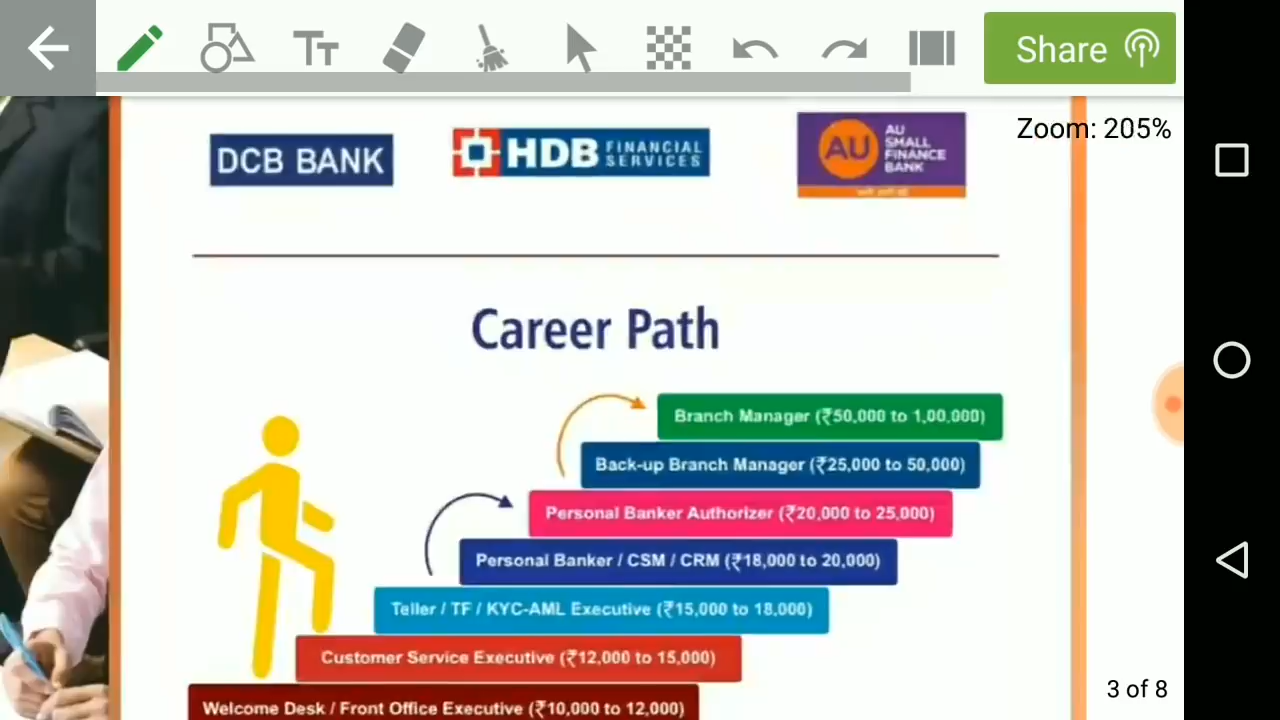 TT
Share
Zoom: 205%
DCB BANK
HDB FINANCIAL SERVICES
AU
AU
SMALL
FINANCE
BANK
Career Path
Branch Manager (₹50,000 to 1,00,000)
Back-up Branch Manager (₹25,000 to 50,000)
Personal Banker Authorizer (₹20,000 to 25,000)
Personal Banker / CSM / CRM (₹18,000 to 20,000)
Teller / TF / KYC-AML Executive (₹15,000 to 18,000)
Customer Service Executive (₹12,000 to 15,000)
3 of 8
Welcome Desk / Front Office Executive (₹10,000 to 12,000)